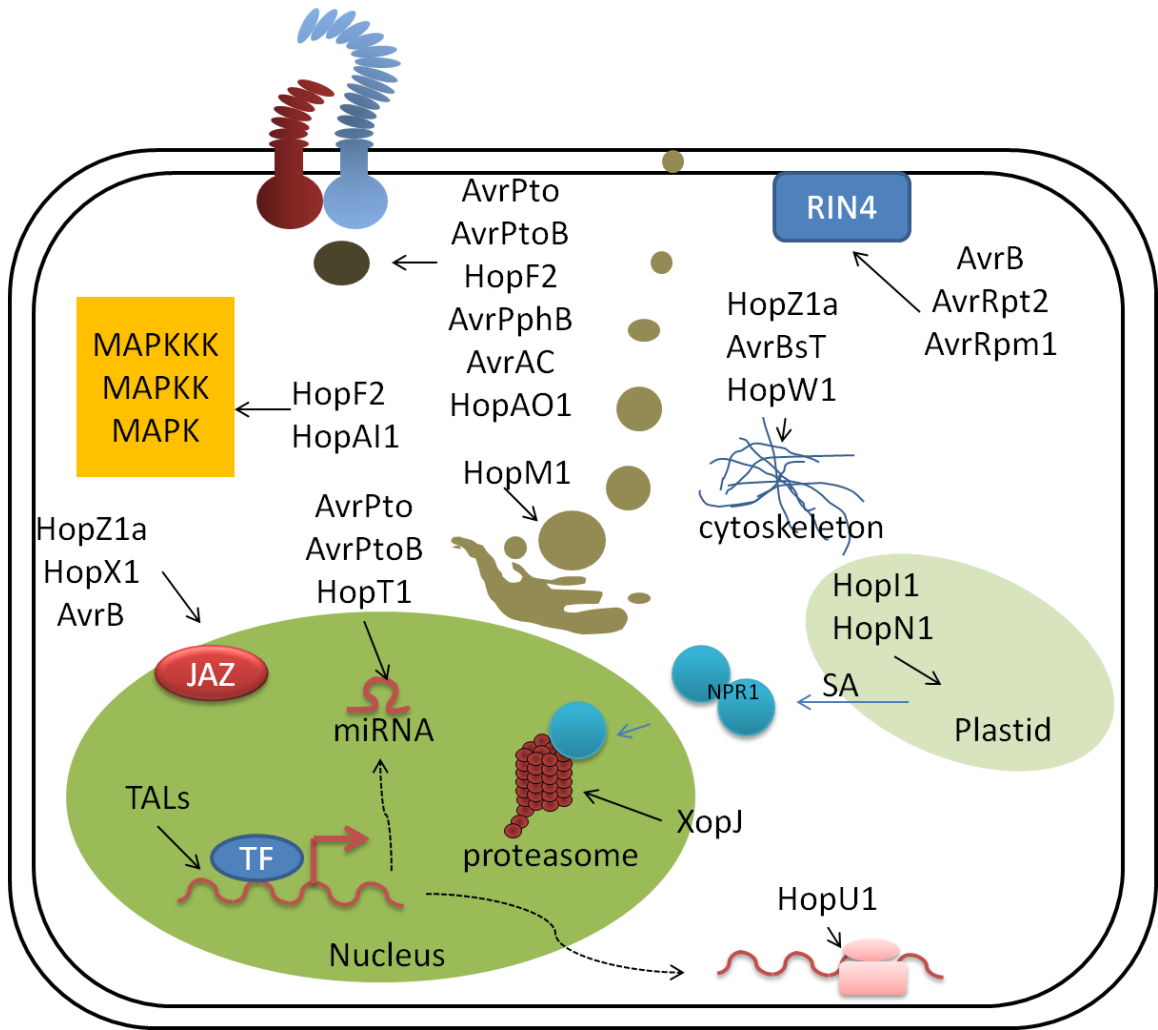 AvrPto
AvrPtoB
HopF2
AvrPphB
AvrAC
HopAO1
RIN4
AvrB
AvrRpt2
AvrRpm1
HopZ1a
AvrBsT
HopW1
cytoskeleton
MAPKKK
MAPKK
MAPK
HopF2
HopAI1
HopM1
AvrPto
AvrPtoB
HopT1
HopZ1a
HopX1
AvrB
JAZ
miRNA
HopI1
HopN1
SA
Plastid
NPR1
TALs
TF
XopJ
proteasome
Nucleus
HopU1